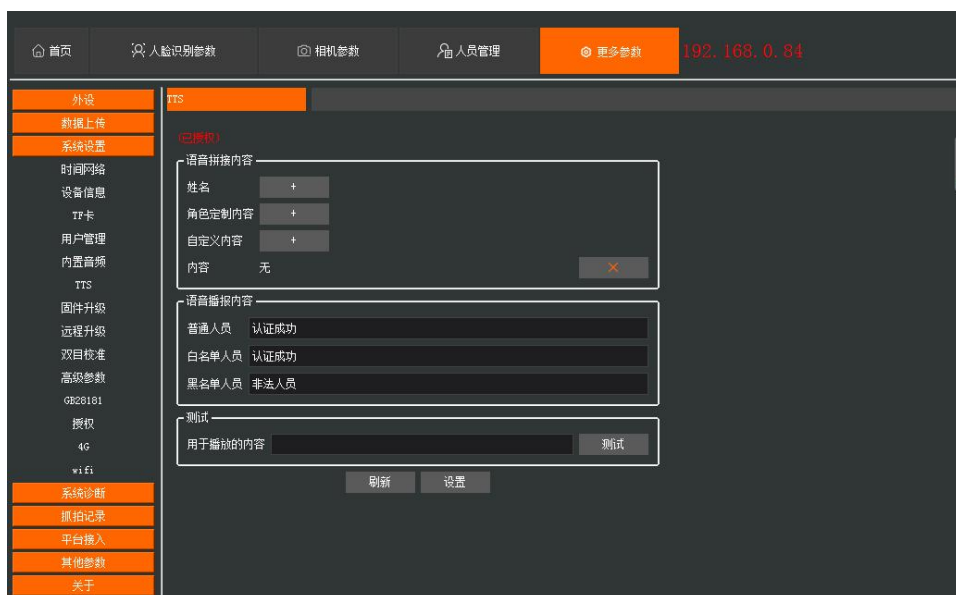 首页 人脸识别参数 相机参数 人员管理 更多参数 192.168.0.84
外设
数据上传
系统设置
时间网络
设备信息
TF卡
用户管理
内置音频
TTS
固件升级
远程升级
双目校准
高级参数
GB28181
授权
4G
wifi
系统诊断
抓拍记录
平台接入
其他参数
关于
TTS
(已授权)
语音拼接内容
姓名 +
角色定制内容 +
自定义内容 +
内容 无 ×
语音播报内容
普通人员 认证成功
白名单人员 认证成功
黑名单人员 非法人员
测试
用于播放的内容 测试
刷新 设置